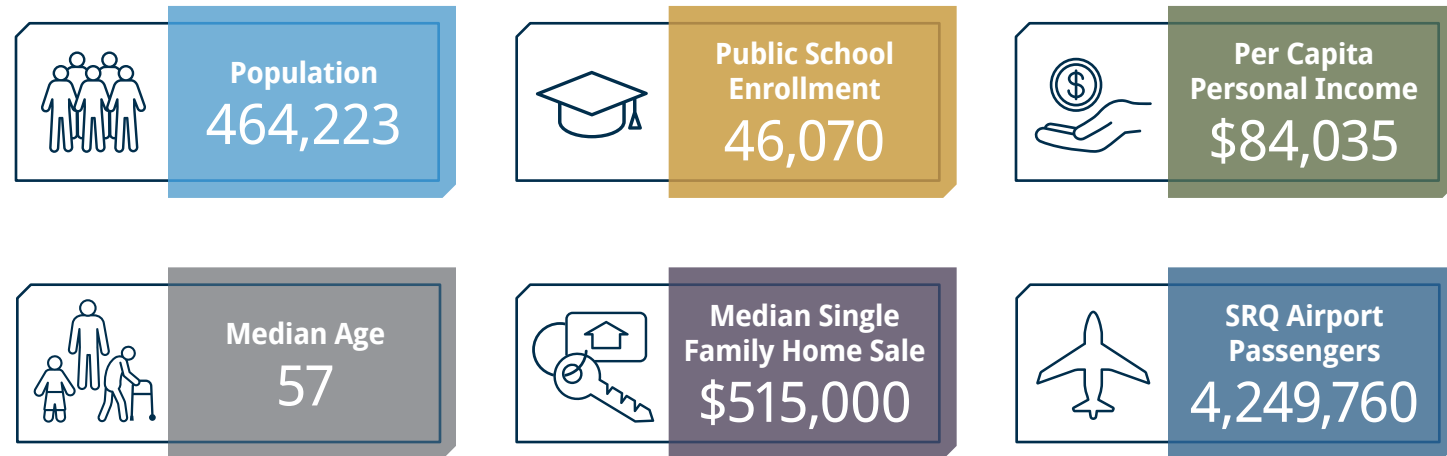 Population
464,223
Public School
Enrollment
46,070
Per Capita
Personal Income
$84,035
Median Age
57
Median Single
Family Home Sale
$515,000
SRQ Airport
Passengers
4,249,760